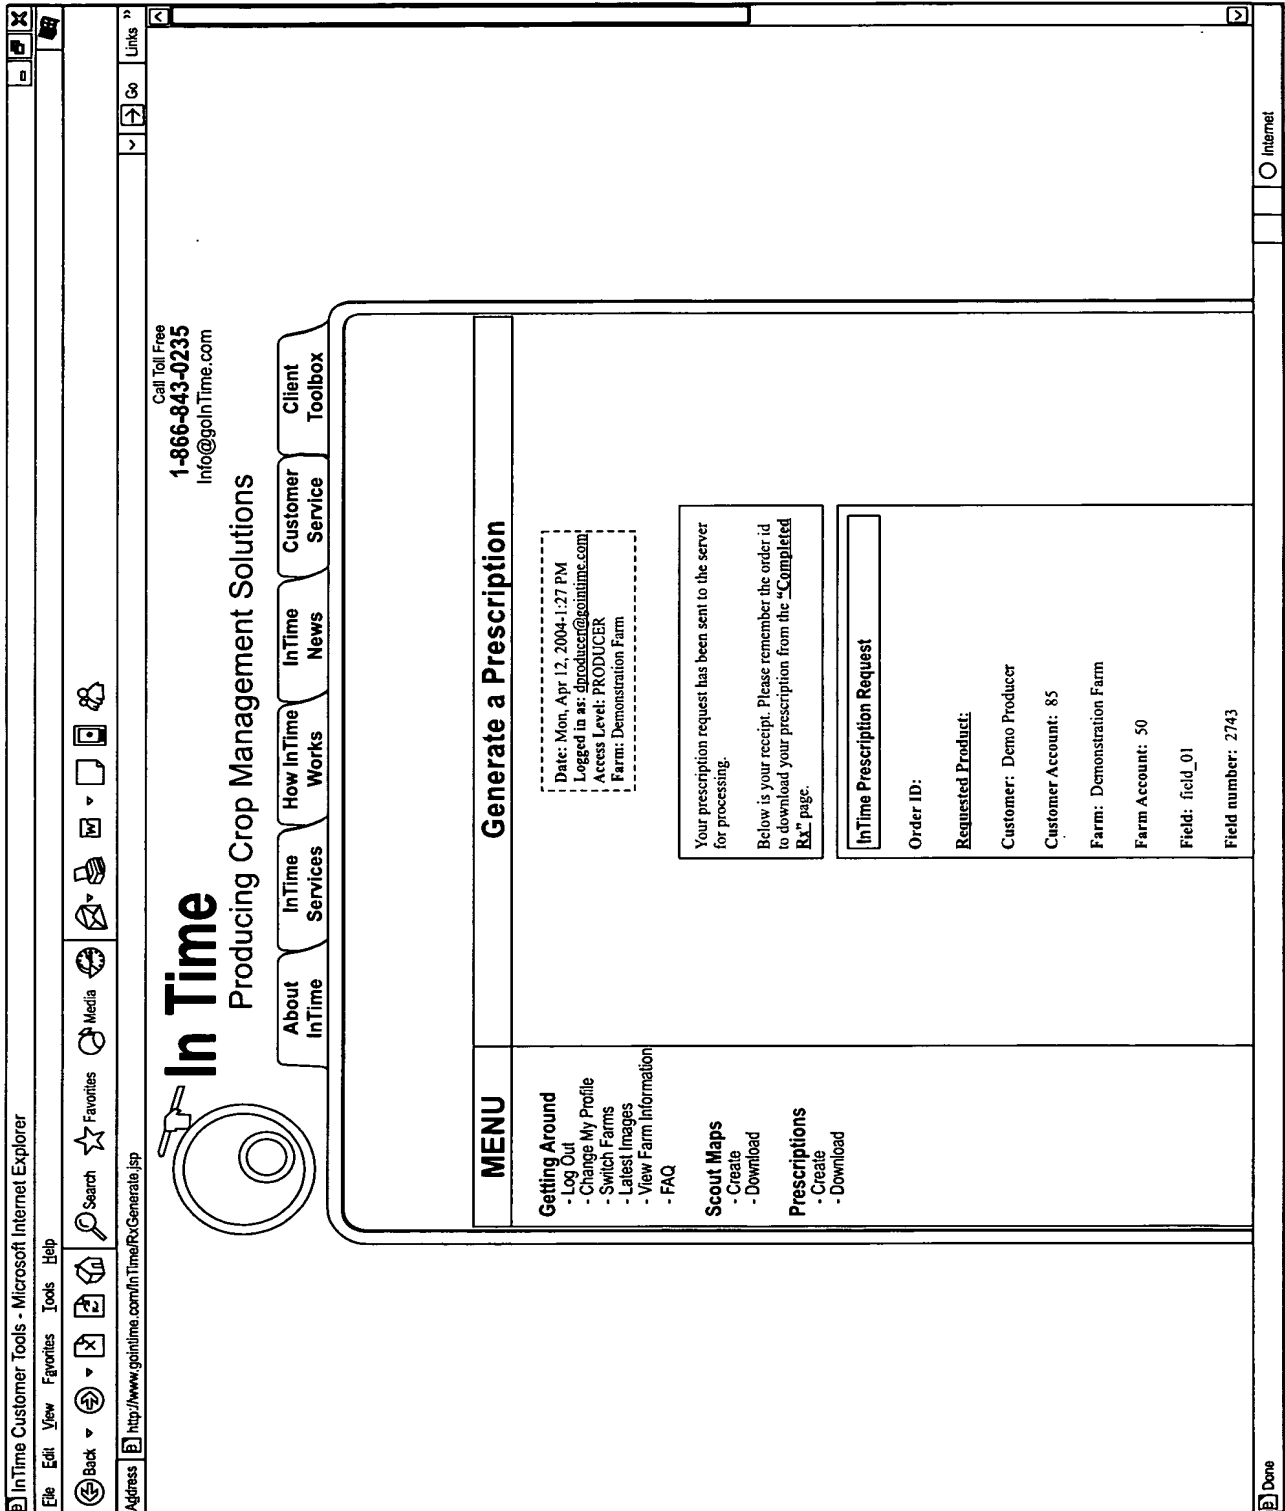 InTime Customer Tools - Microsoft Internet Explorer
File Edit View Favorites Tools Help
Back Search Favorites Media
Address http://www.gointime.com/InTime/RxGenerate.jsp Go Links »
Call Toll Free
1-866-843-0235
Info@goInTime.com
In Time
Producing Crop Management Solutions
About InTime
InTime Services
How InTime Works
InTime News
Customer Service
Client Toolbox
MENU
Getting Around
- Log Out
- Change My Profile
- Switch Farms
- Latest Images
- View Farm Information
- FAQ
Scout Maps
- Create
- Download
Prescriptions
- Create
- Download
Generate a Prescription
Date: Mon, Apr 12, 2004-1:27 PM
Logged in as: dproducer@gointime.com
Access Level: PRODUCER
Farm: Demonstration Farm
Your prescription request has been sent to the server
for processing.
Below is your receipt. Please remember the order id
to download your prescription from the "Completed
Rx" page.
InTime Prescription Request
Order ID:
Requested Product:
Customer: Demo Producer
Customer Account: 85
Farm: Demonstration Farm
Farm Account: 50
Field: field_01
Field number: 2743
Done Internet